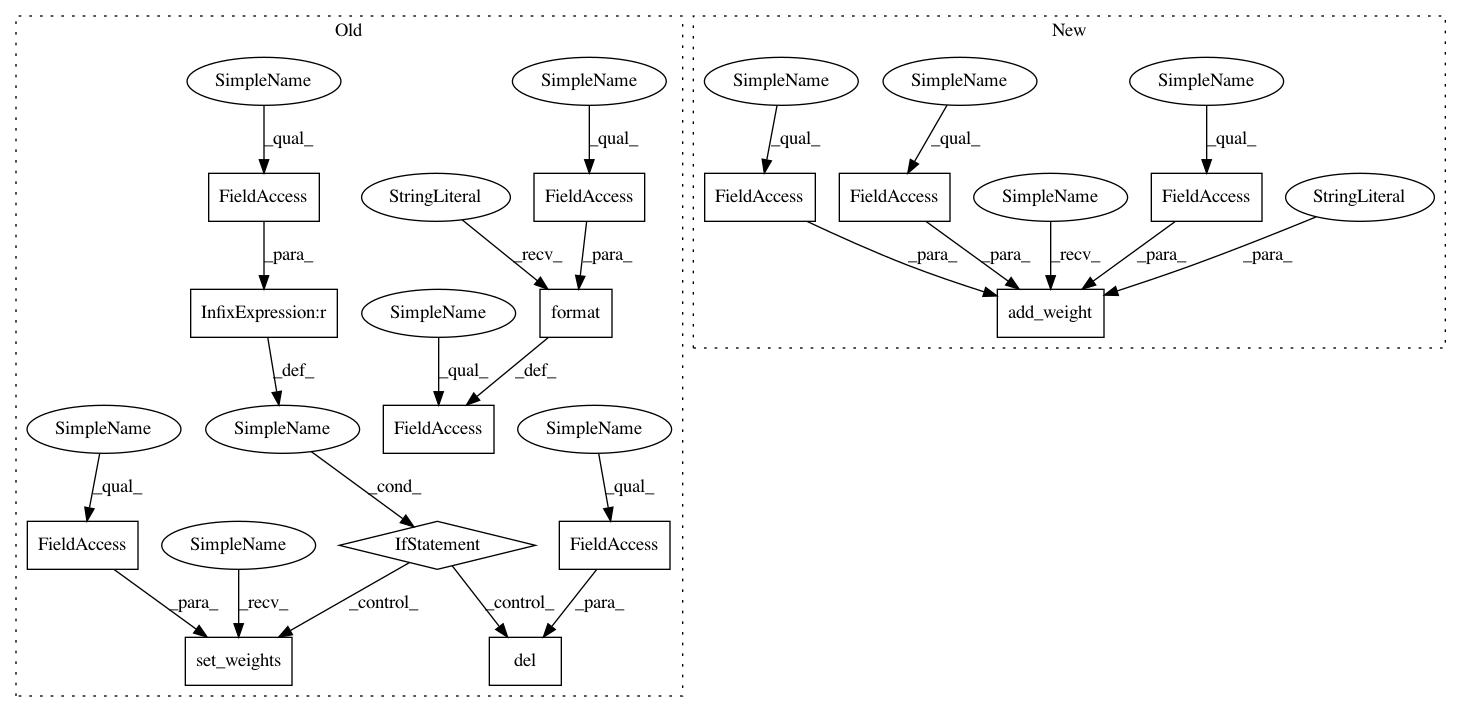 Old
New
SimpleName
SimpleName
SimpleName
SimpleName
SimpleName
_qual_
_qual_
_qual_
_qual_
_qual_
FieldAccess
StringLiteral
FieldAccess
FieldAccess
FieldAccess
SimpleName
FieldAccess
StringLiteral
_para_
_recv_
_para_
_para_
_para_
_recv_
_para_
_para_
InfixExpression:r
SimpleName
format
add_weight
_def_
_qual_
_def_
SimpleName
SimpleName
FieldAccess
SimpleName
_qual_
_cond_
_qual_
FieldAccess
SimpleName
IfStatement
FieldAccess
_para_
_recv_
_control_
_control_
_para_
set_weights
del